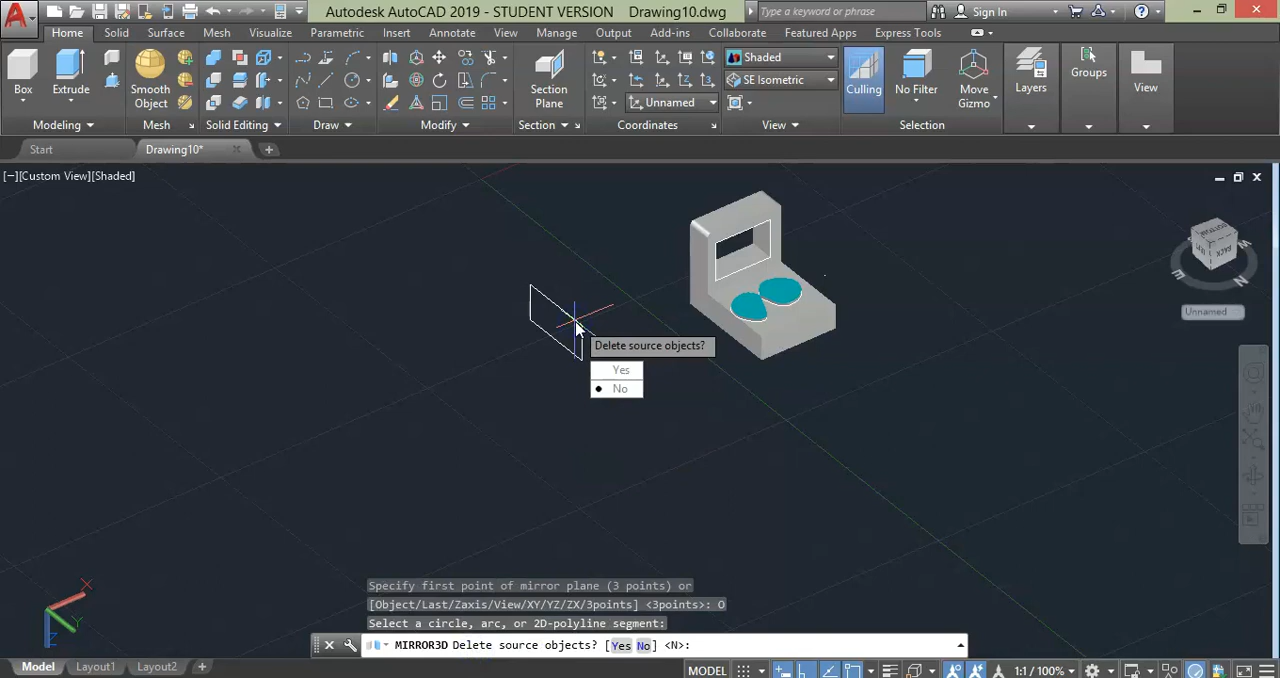 Autodesk AutoCAD 2019 - STUDENT VERSION Drawing10.dwg Type a keyword or phrase Sign In
Home Solid Surface Mesh Visualize Parametric Insert Annotate View Manage Output Add-ins Collaborate Featured Apps Express Tools
Shaded
SE Isometric
Unnamed
Box Extrude Smooth Object Section Plane Culling No Filter Move Gizmo Layers Groups View
Modeling Mesh Solid Editing Draw Modify Section Coordinates View Selection
Start Drawing10*
[−][Custom View][Shaded]
Unnamed
Delete source objects?
Yes
No
X
Y
Z
Specify first point of mirror plane (3 points) or
[Object/Last/Zaxis/View/XY/YZ/ZX/3points] <3points>: O
Select a circle, arc, or 2D-polyline segment:
MIRROR3D Delete source objects? [Yes No] <N>:
Model Layout1 Layout2 MODEL 1:1 / 100%